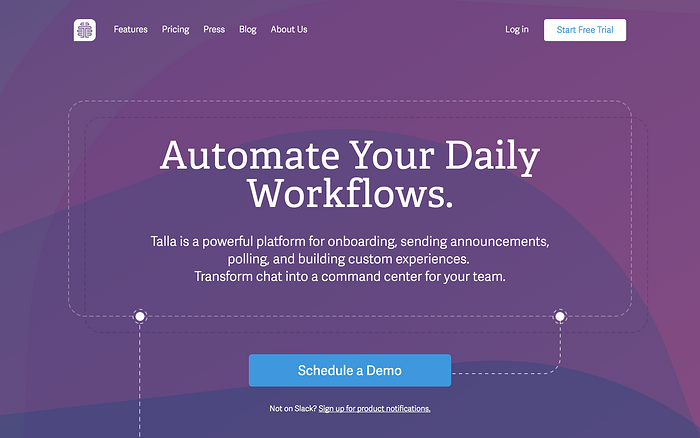 Features Pricing Press Blog About Us Log in Start Free Trial
Automate Your Daily
Workflows.
Talla is a powerful platform for onboarding, sending announcements,
polling, and building custom experiences.
Transform chat into a command center for your team.
Schedule a Demo
Not on Slack? Sign up for product notifications.